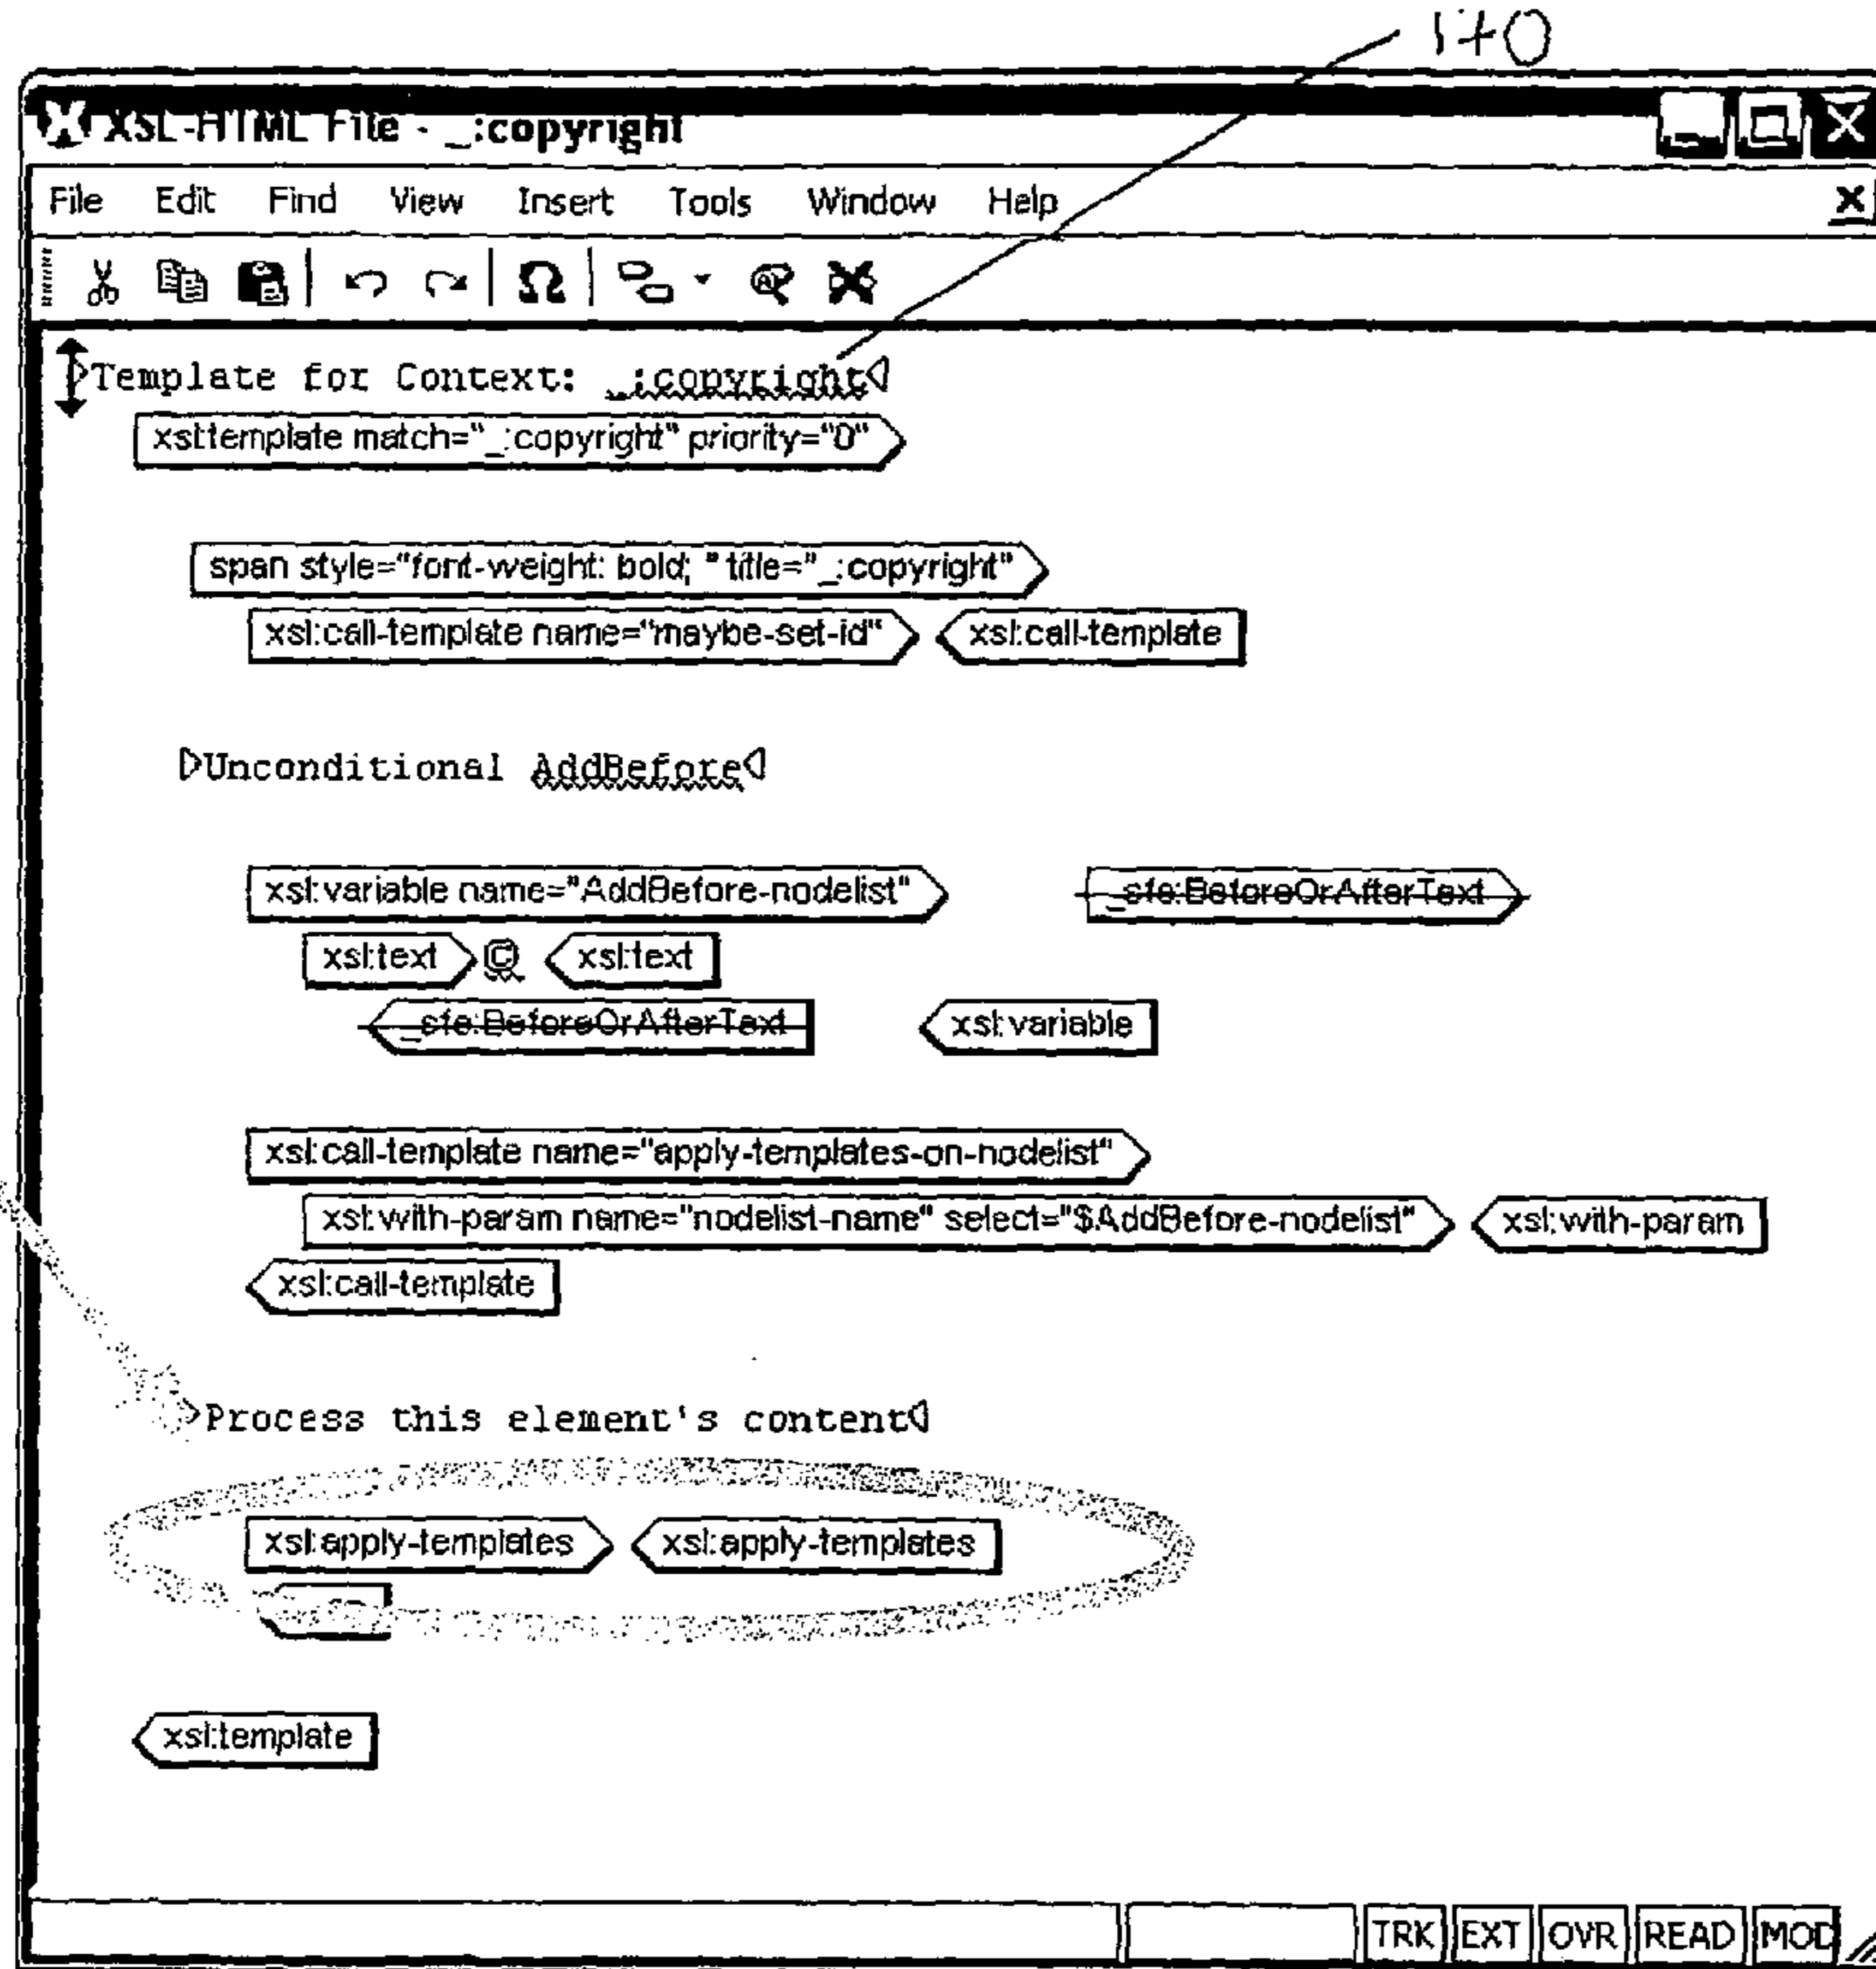 170
XSL-HTML File - _:copyright
File Edit Find View Insert Tools Window Help
Template for Context: _:copyright
xsl:template match="_:copyright" priority="0"
span style="font-weight: bold; " title="_:copyright"
xsl:call-template name="maybe-set-id" xsl:call-template
Unconditional AddBefore
xsl:variable name="AddBefore-nodelist" _sfe:BeforeOrAfterText
xsl:text © xsl:text
_sfe:BeforeOrAfterText xsl:variable
xsl:call-template name="apply-templates-on-nodelist"
xsl:with-param name="nodelist-name" select="$AddBefore-nodelist" xsl:with-param
xsl:call-template
Process this element's content
xsl:apply-templates xsl:apply-templates
xsl:template
TRK EXT OVR READ MOD